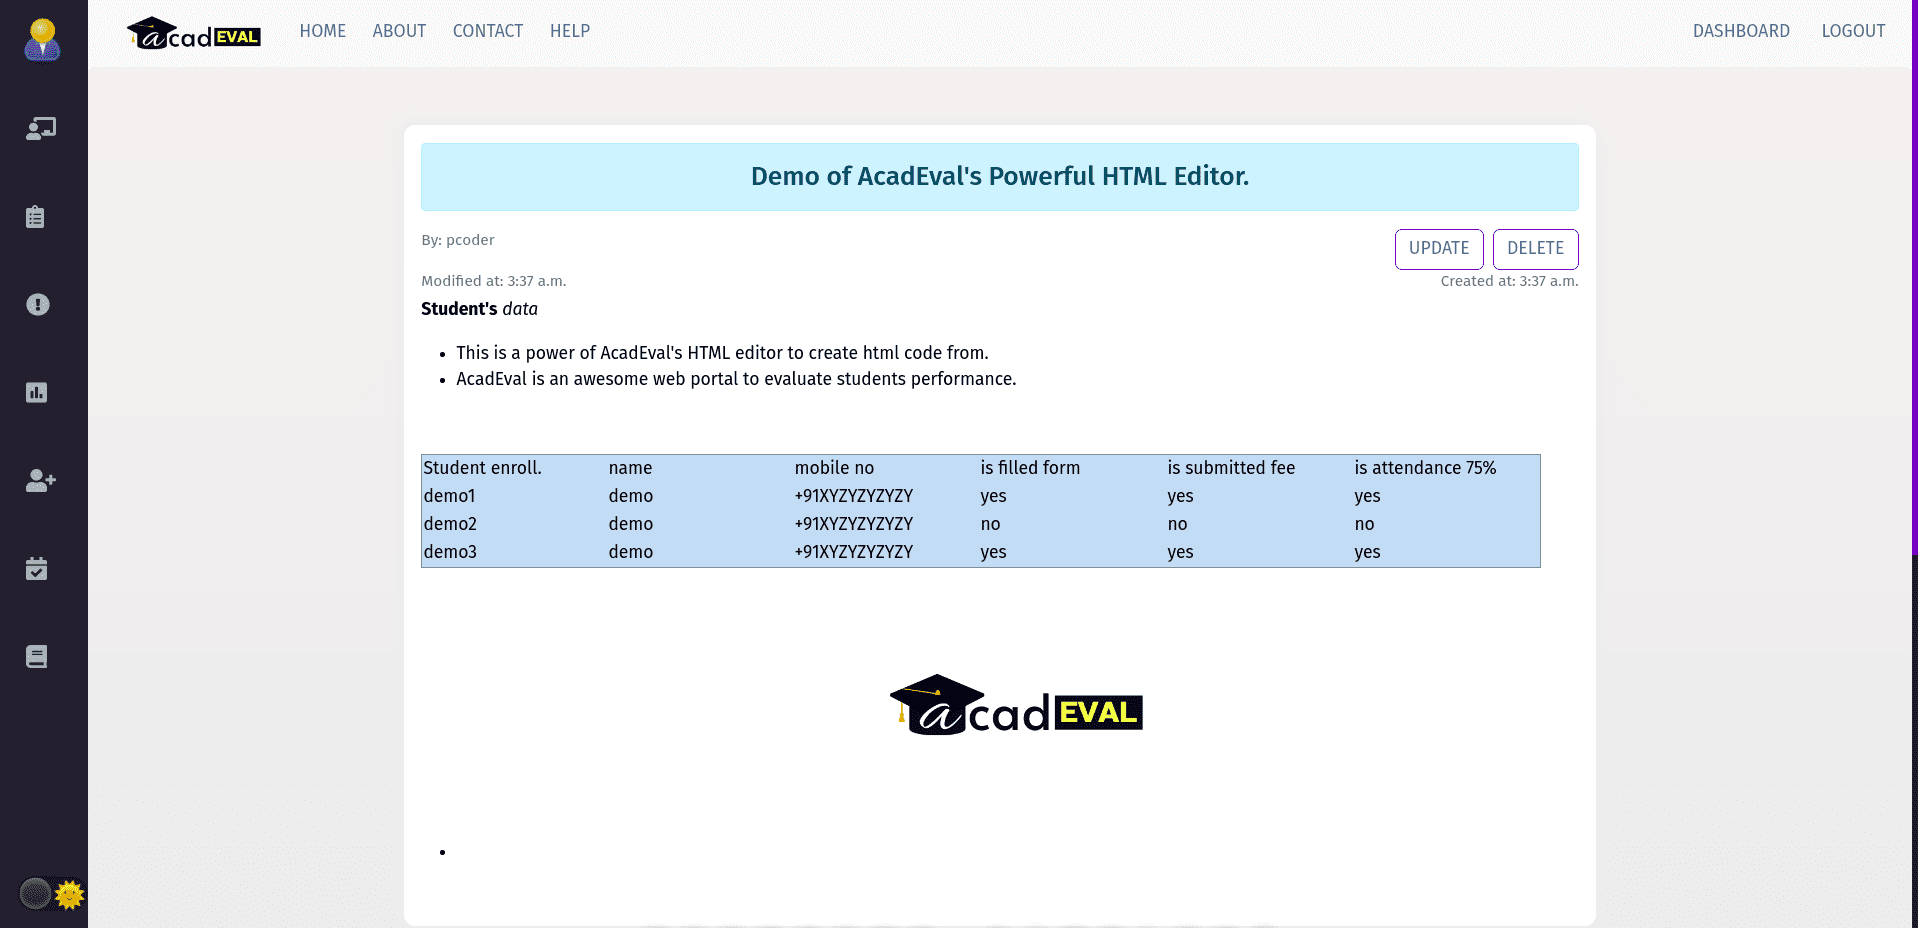 acadEVAL HOME ABOUT CONTACT HELP DASHBOARD LOGOUT
Demo of AcadEval's Powerful HTML Editor.
By: pcoder UPDATE DELETE
Modified at: 3:37 a.m. Created at: 3:37 a.m.
Student's data
• This is a power of AcadEval's HTML editor to create html code from.
• AcadEval is an awesome web portal to evaluate students performance.
Student enroll. name mobile no is filled form is submitted fee is attendance 75%
demo1 demo +91XYZYZYZYZY yes yes yes
demo2 demo +91XYZYZYZYZY no no no
demo3 demo +91XYZYZYZYZY yes yes yes
acadEVAL
•